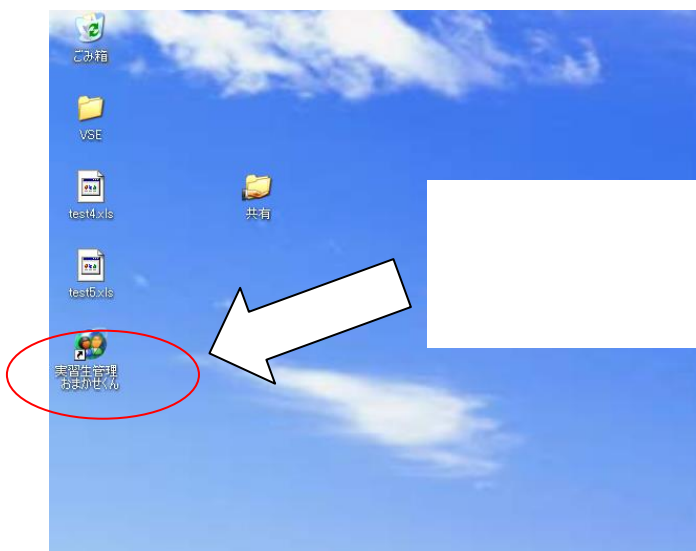 ごみ箱
VSE
test4.xls
共有
test5.xls
実習生管理
おまかせくん